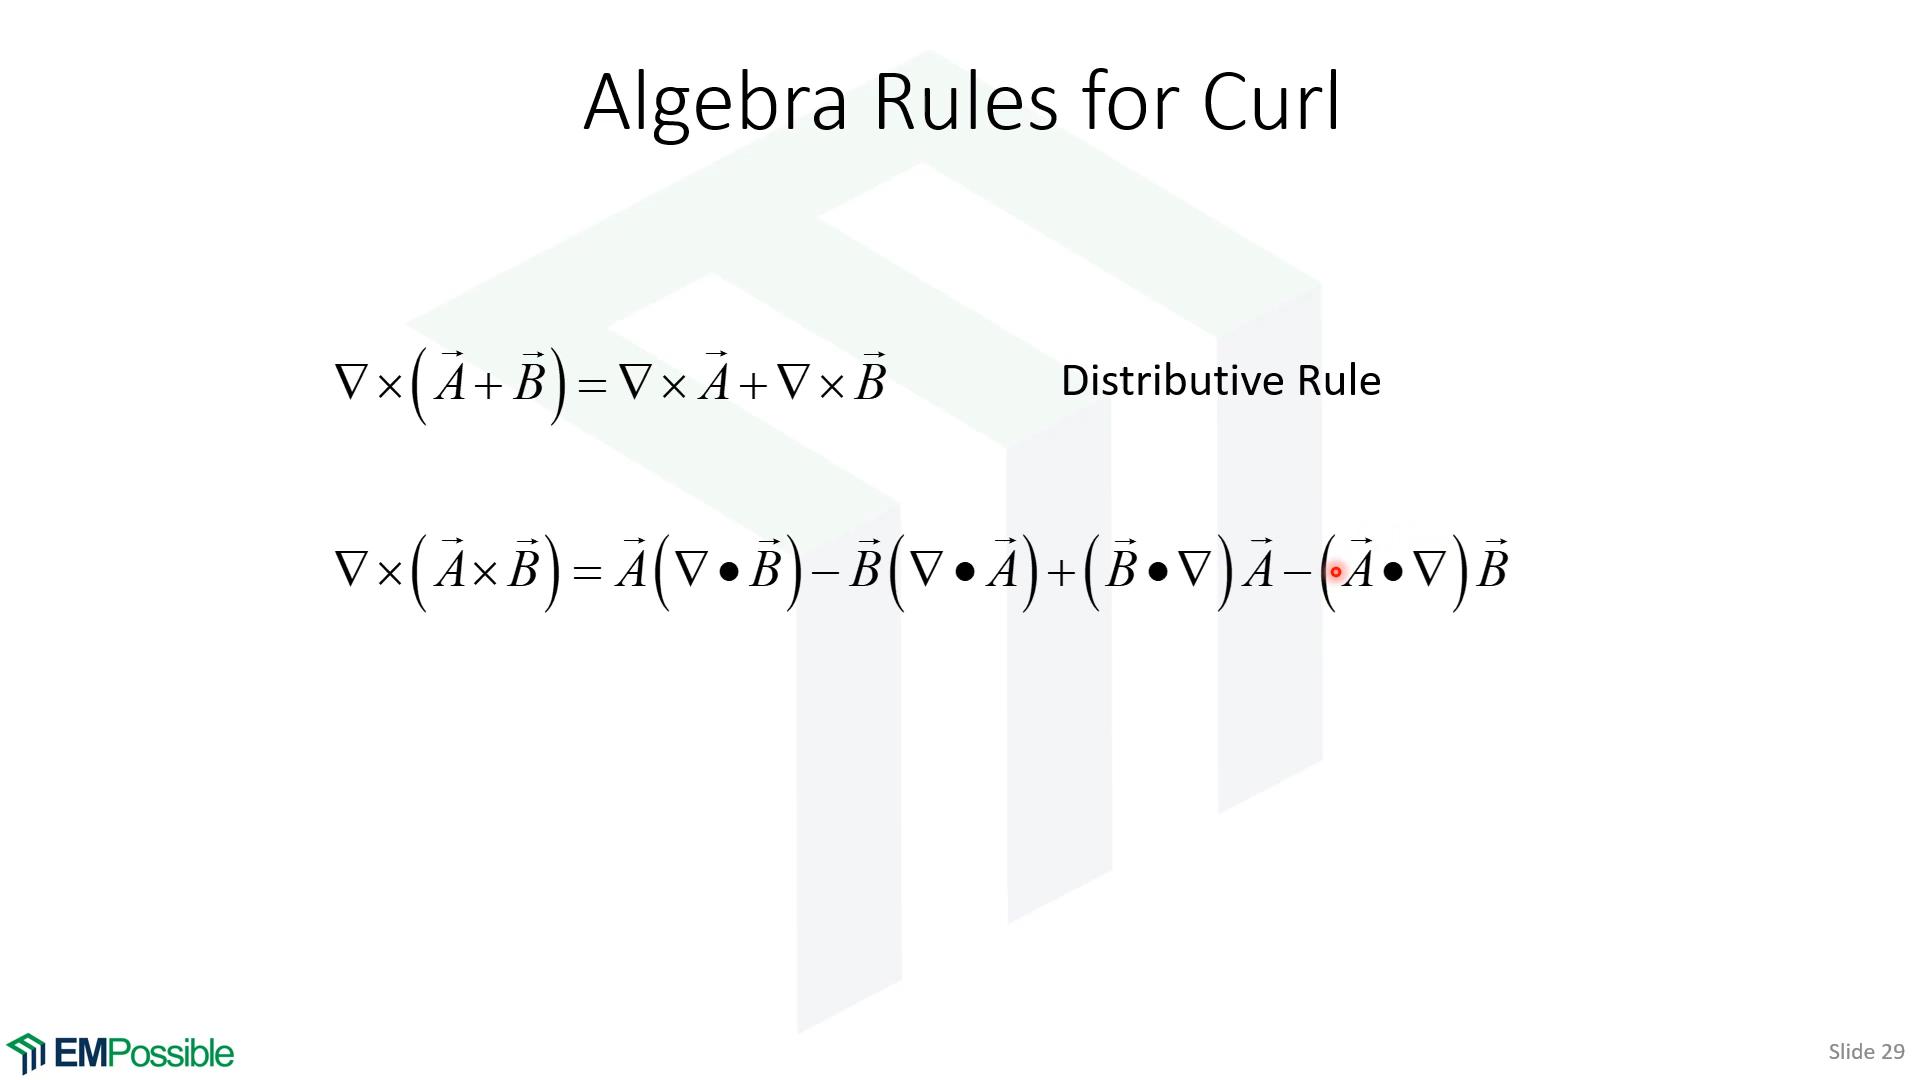 Algebra Rules for Curl
∇×(A⃗+B⃗)=∇×A⃗+∇×B⃗ Distributive Rule
∇×(A⃗×B⃗)=A⃗(∇•B⃗)−B⃗(∇•A⃗)+(B⃗•∇)A⃗−(A⃗•∇)B⃗
EMPossible
Slide 29